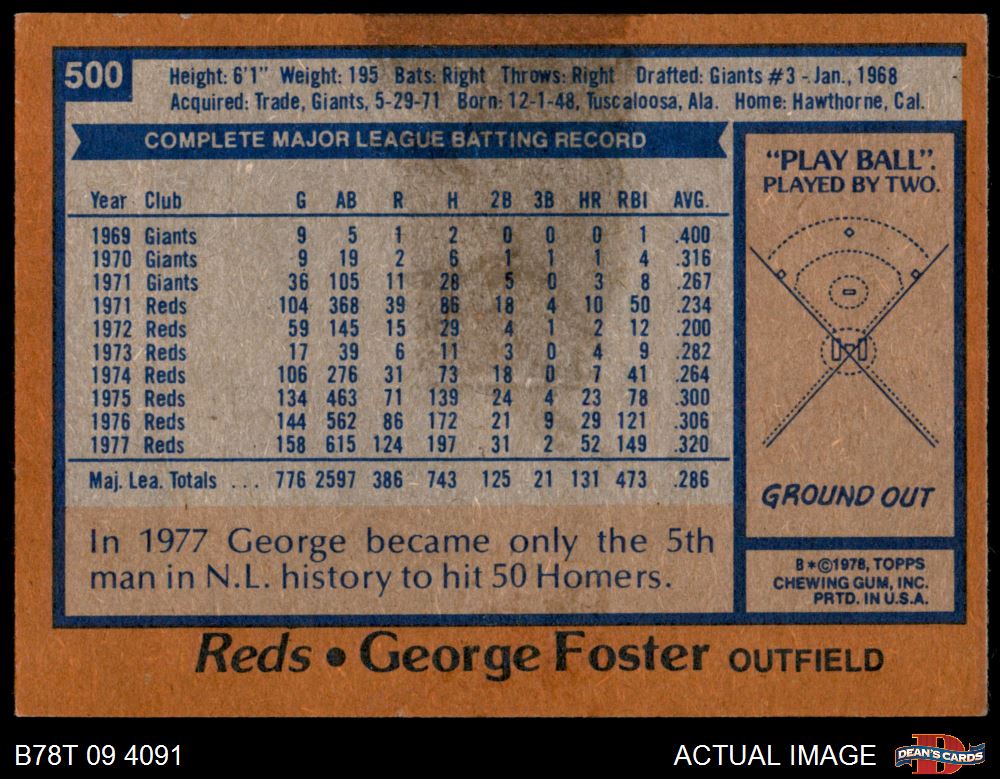 500
Height: 6'1" Weight: 195 Bats: Right Throws: Right Drafted: Giants #3 - Jan., 1968
Acquired: Trade, Giants, 5-29-71 Born: 12-1-48, Tuscaloosa, Ala. Home: Hawthorne, Cal.
COMPLETE MAJOR LEAGUE BATTING RECORD
Year Club G AB R H 2B 3B HR RBI AVG.
1969 Giants 9 5 1 2 0 0 0 1 .400
1970 Giants 9 19 2 6 1 1 1 4 .316
1971 Giants 36 105 11 28 5 0 3 8 .267
1971 Reds 104 368 39 86 18 4 10 50 .234
1972 Reds 59 145 15 29 4 1 2 12 .200
1973 Reds 17 39 6 11 3 0 4 9 .282
1974 Reds 106 276 31 73 18 0 7 41 .264
1975 Reds 134 463 71 139 24 4 23 78 .300
1976 Reds 144 562 86 172 21 9 29 121 .306
1977 Reds 158 615 124 197 31 2 52 149 .320
Maj. Lea. Totals ... 776 2597 386 743 125 21 131 473 .286
In 1977 George became only the 5th
man in N.L. history to hit 50 Homers.
"PLAY BALL".
PLAYED BY TWO.
GROUND OUT
B*©1978, TOPPS
CHEWING GUM, INC.
PRTD. IN U.S.A.
Reds • George Foster OUTFIELD
B78T 09 4091
ACTUAL IMAGE
DEAN'S CARDS